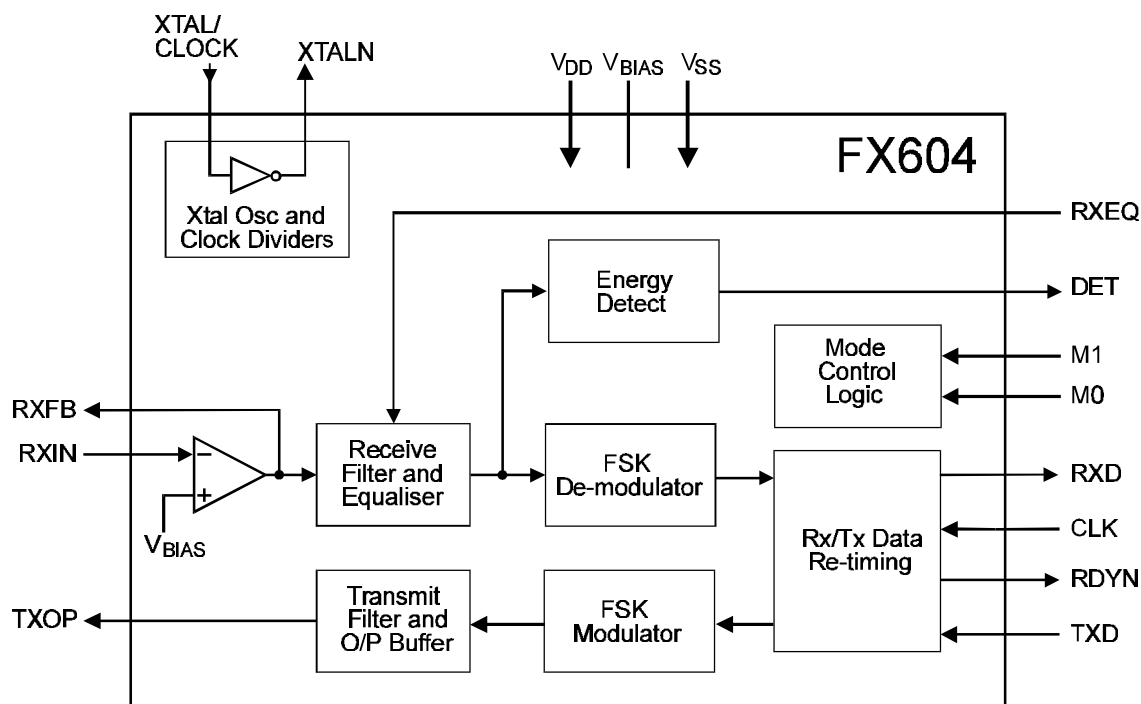 XTAL/
CLOCK
XTALN
VDD
VBIAS
VSS
FX604
Xtal Osc and
Clock Dividers
RXEQ
Energy
Detect
DET
Mode
Control
Logic
M1
M0
RXFB
RXIN
−
+
VBIAS
Receive
Filter and
Equaliser
FSK
De-modulator
Rx/Tx Data
Re-timing
RXD
CLK
RDYN
TXD
TXOP
Transmit
Filter and
O/P Buffer
FSK
Modulator